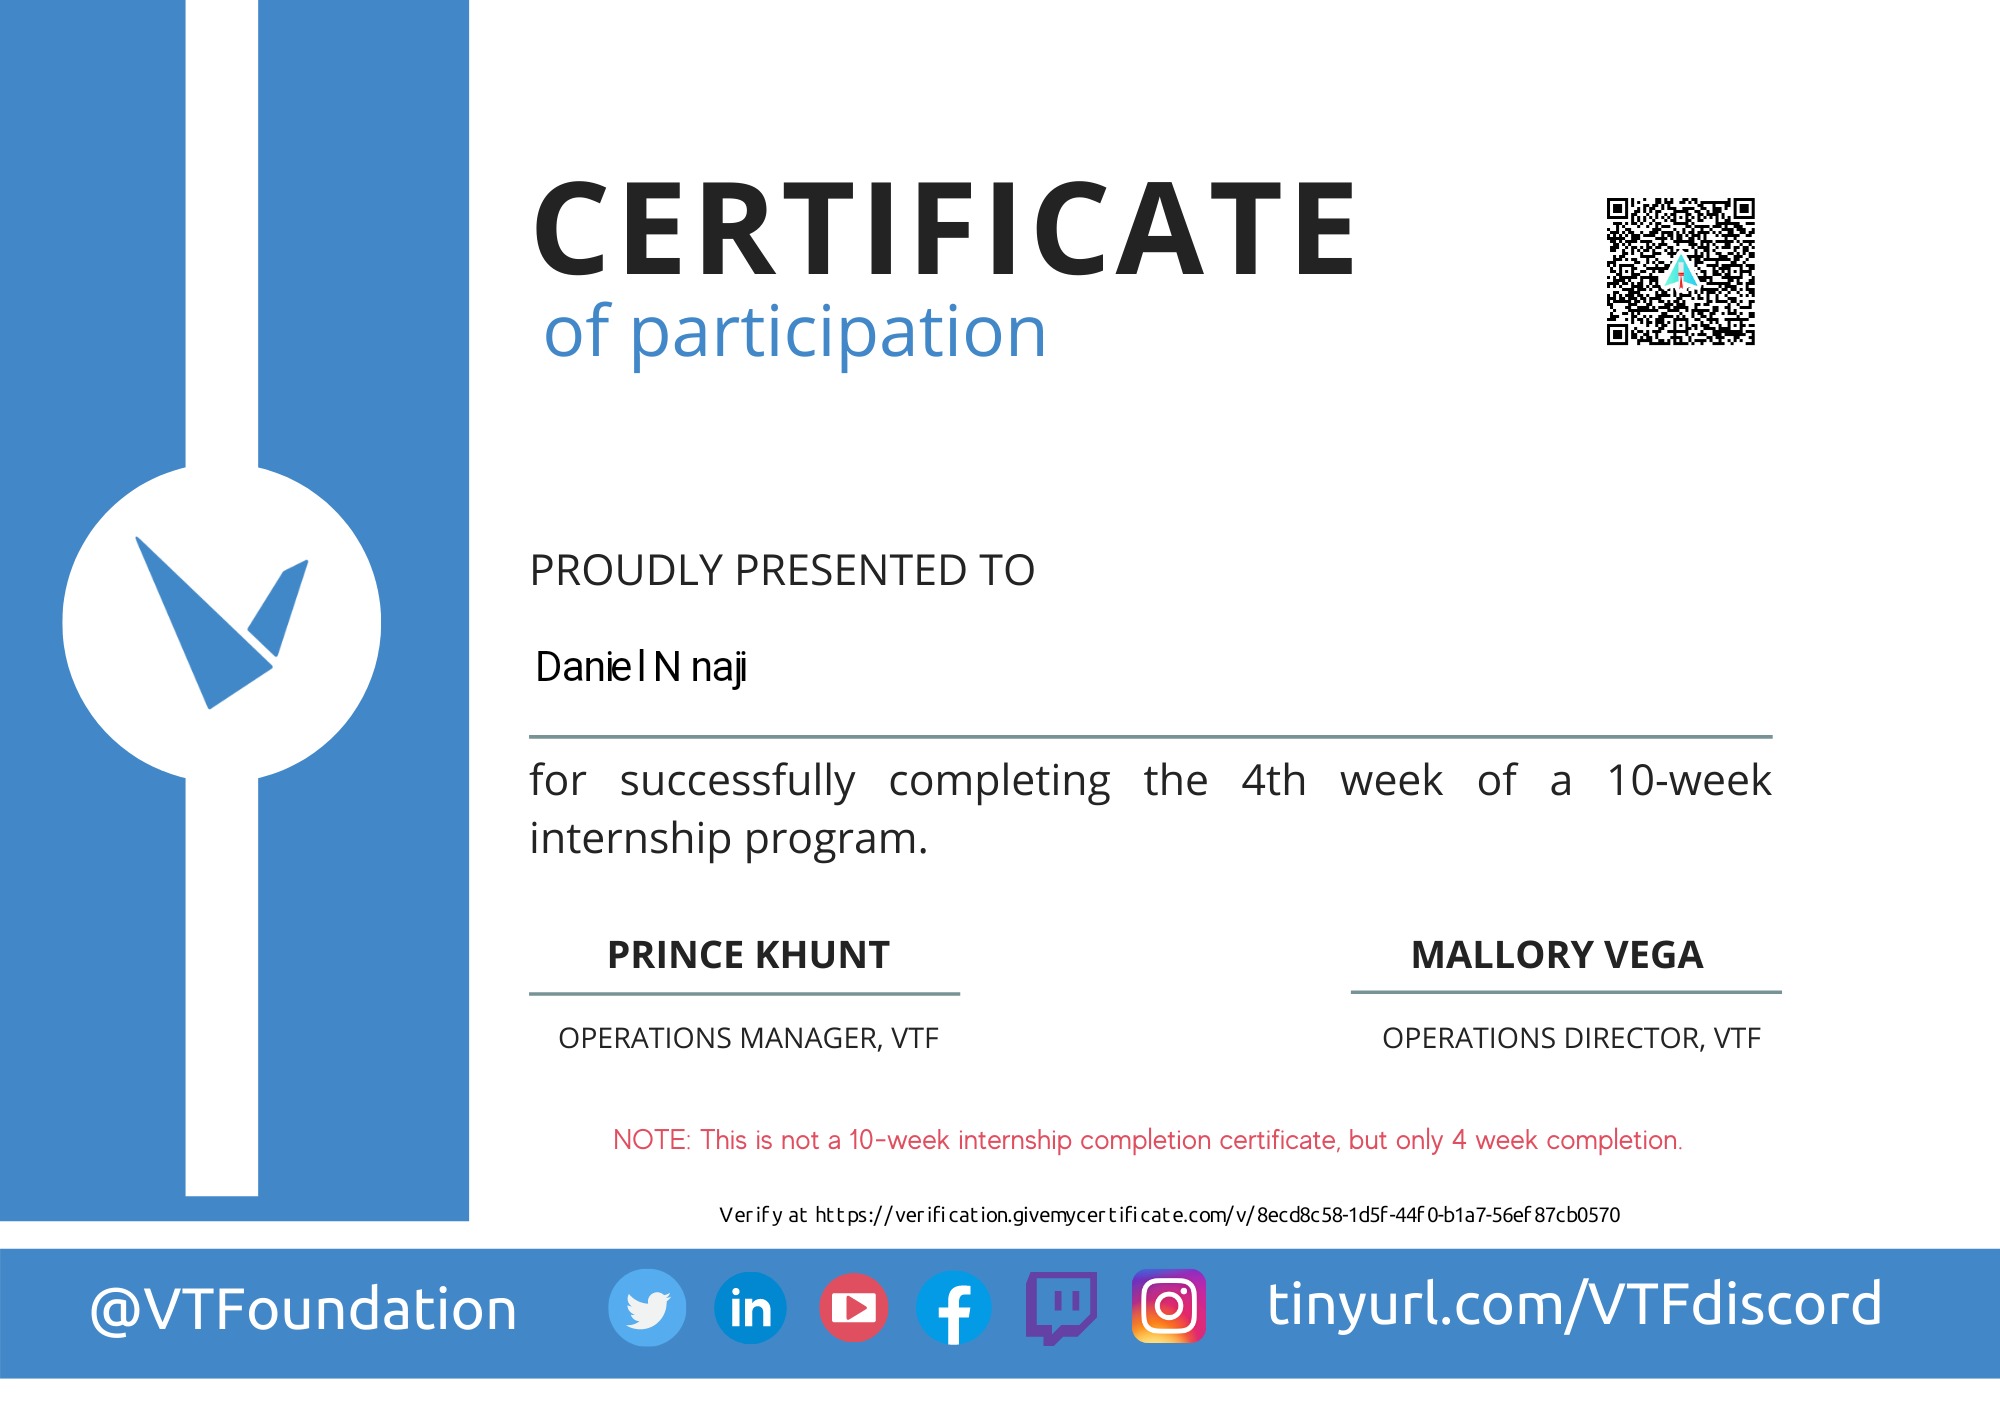 CERTIFICATE
of participation
PROUDLY PRESENTED TO
Daniel N naji
for successfully completing the 4th week of a 10-week
internship program.
PRINCE KHUNT
OPERATIONS MANAGER, VTF
MALLORY VEGA
OPERATIONS DIRECTOR, VTF
NOTE: This is not a 10-week internship completion certificate, but only 4 week completion.
Verify at https://verification.givemycertificate.com/v/8ecd8c58-1d5f-44f0-b1a7-56ef87cb0570
@VTFoundation
in
tinyurl.com/VTFdiscord